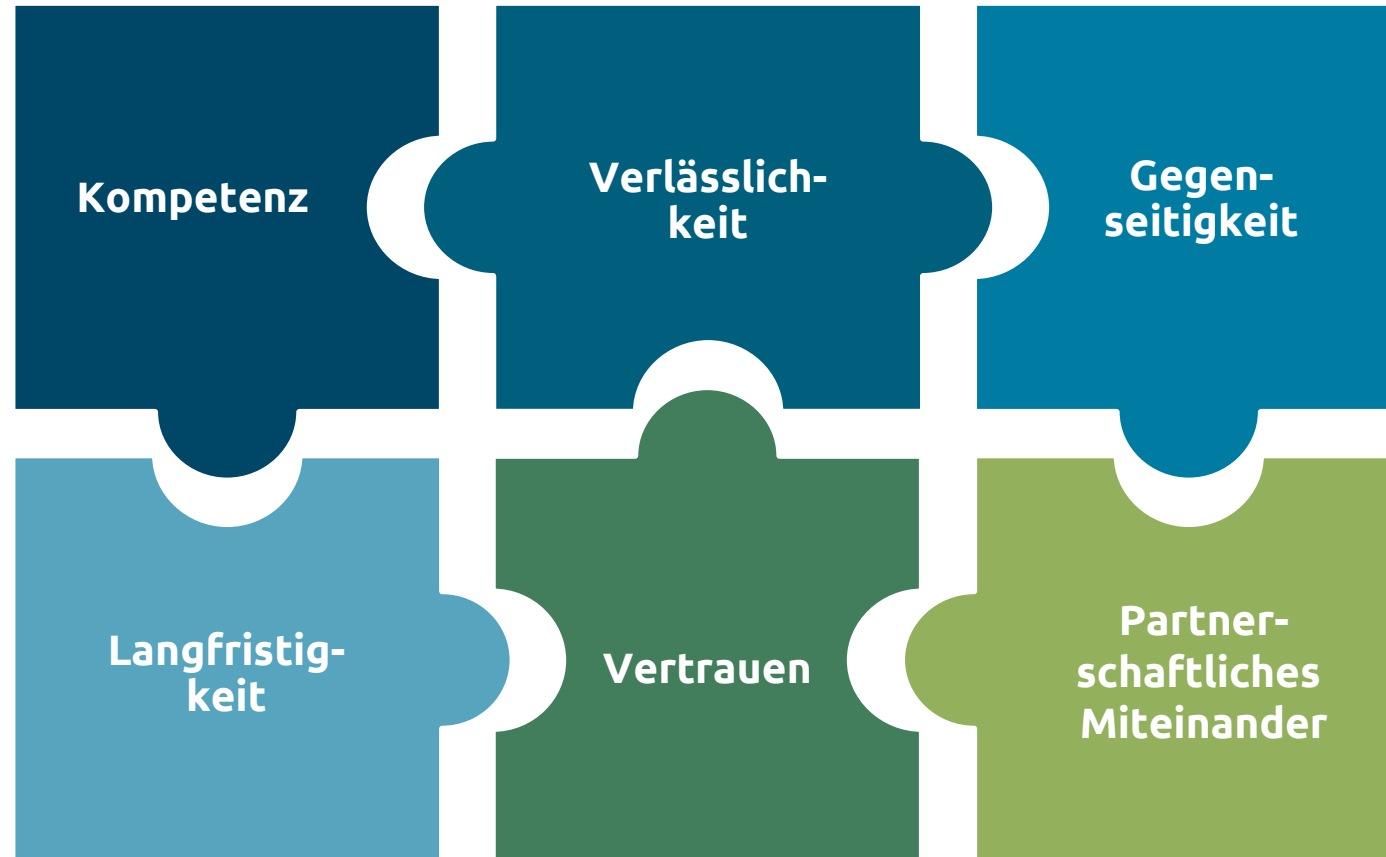 Kompetenz
Verlässlich-
keit
Gegen-
seitigkeit
Langfristig-
keit
Vertrauen
Partner-
schaftliches
Miteinander